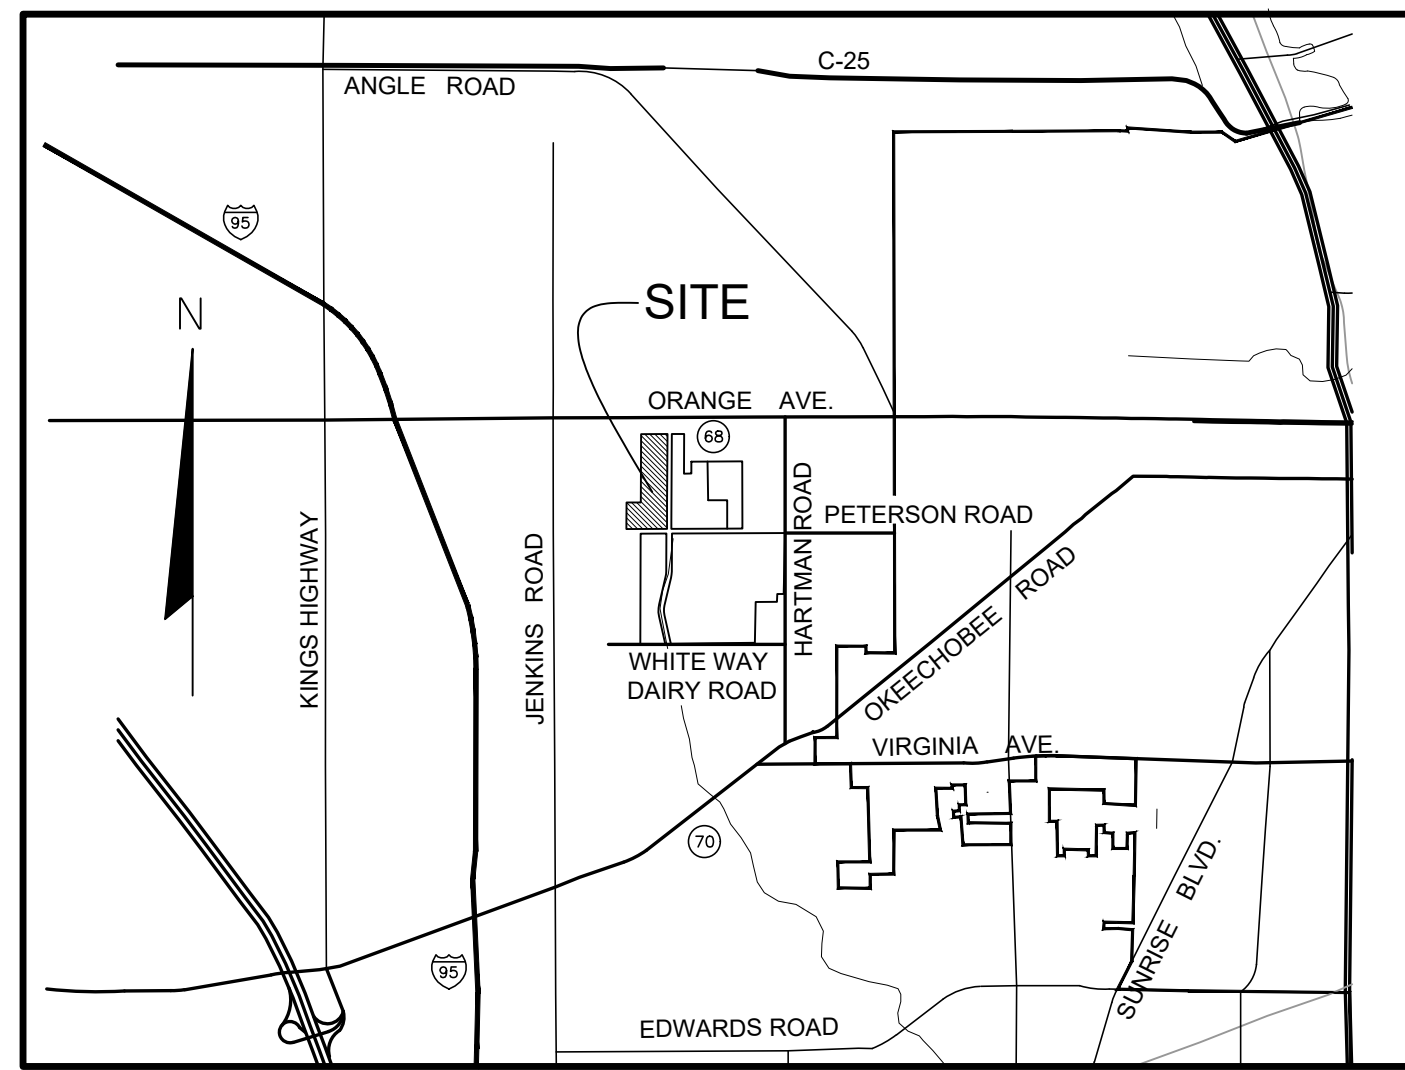 C-25
ANGLE ROAD
95
N
SITE
ORANGE AVE.
68
HARTMAN ROAD
PETERSON ROAD
KINGS HIGHWAY
JENKINS ROAD
OKEECHOBEE ROAD
WHITE WAY
DAIRY ROAD
VIRGINIA AVE.
70
SUNRISE BLVD.
95
EDWARDS ROAD